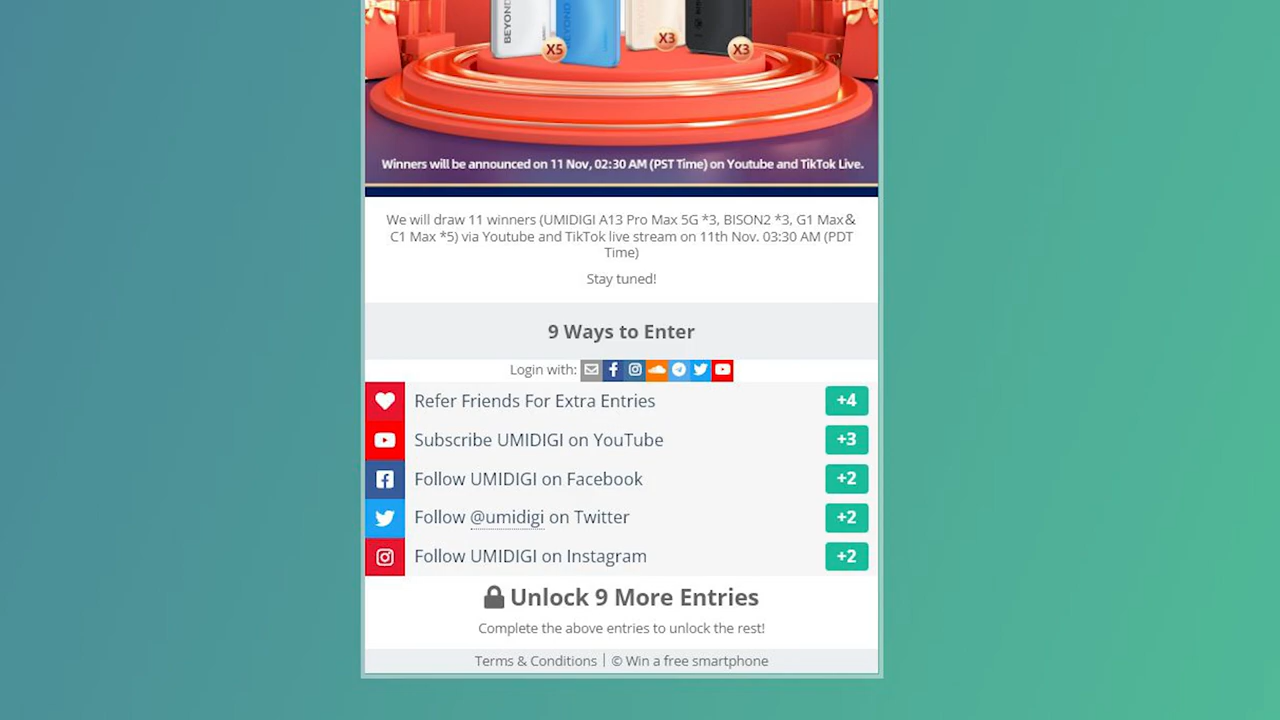 BEYOND
BEYOND
X5
X3
X3
Winners will be announced on 11 Nov, 02:30 AM (PST Time) on Youtube and TikTok Live.
We will draw 11 winners (UMIDIGI A13 Pro Max 5G *3, BISON2 *3, G1 Max&
C1 Max *5) via Youtube and TikTok live stream on 11th Nov. 03:30 AM (PDT
Time)
Stay tuned!
9 Ways to Enter
Login with:
Refer Friends For Extra Entries +4
Subscribe UMIDIGI on YouTube +3
Follow UMIDIGI on Facebook +2
Follow @umidigi on Twitter +2
Follow UMIDIGI on Instagram +2
Unlock 9 More Entries
Complete the above entries to unlock the rest!
Terms & Conditions | © Win a free smartphone